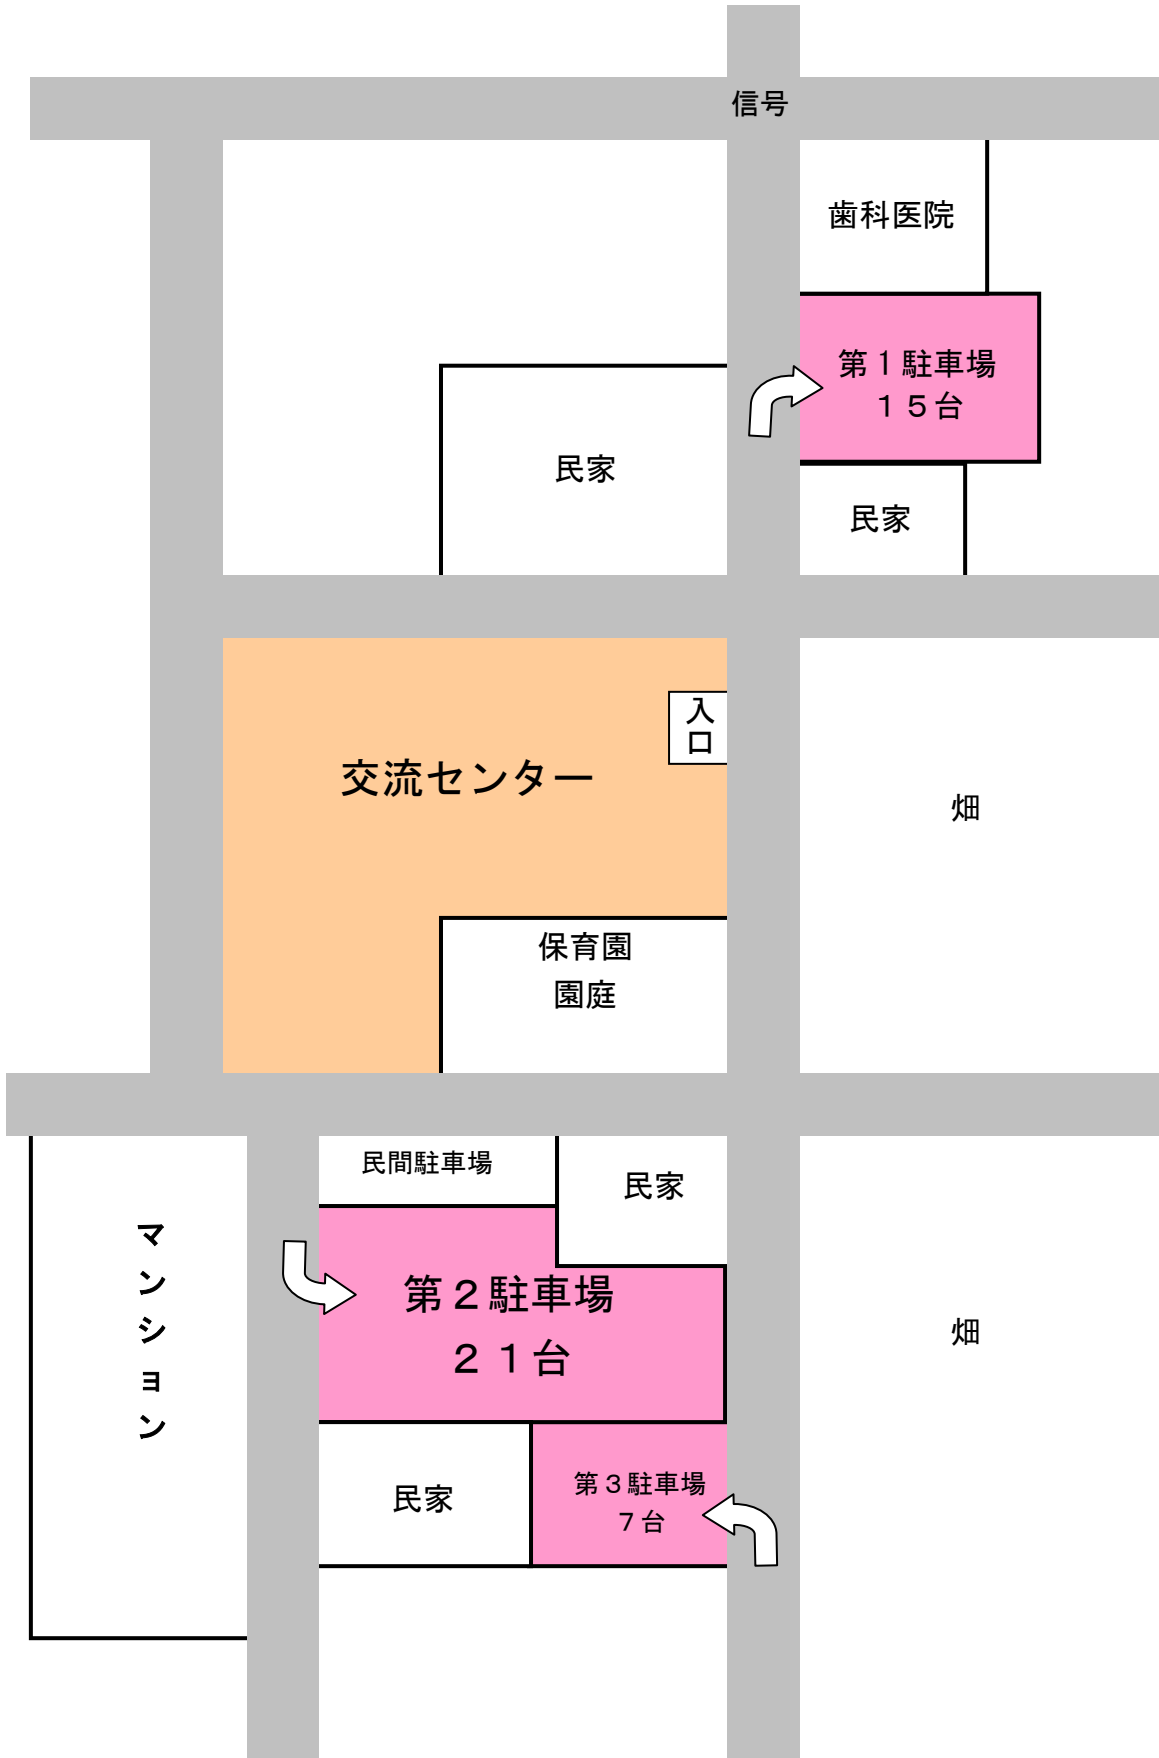 信号
歯科医院
第１駐車場
１５台
民家
民家
入
口
交流センター
畑
保育園
園庭
民間駐車場
民家
マ
ン
シ
ョ
ン
第２駐車場
２１台
畑
民家
第３駐車場
７台